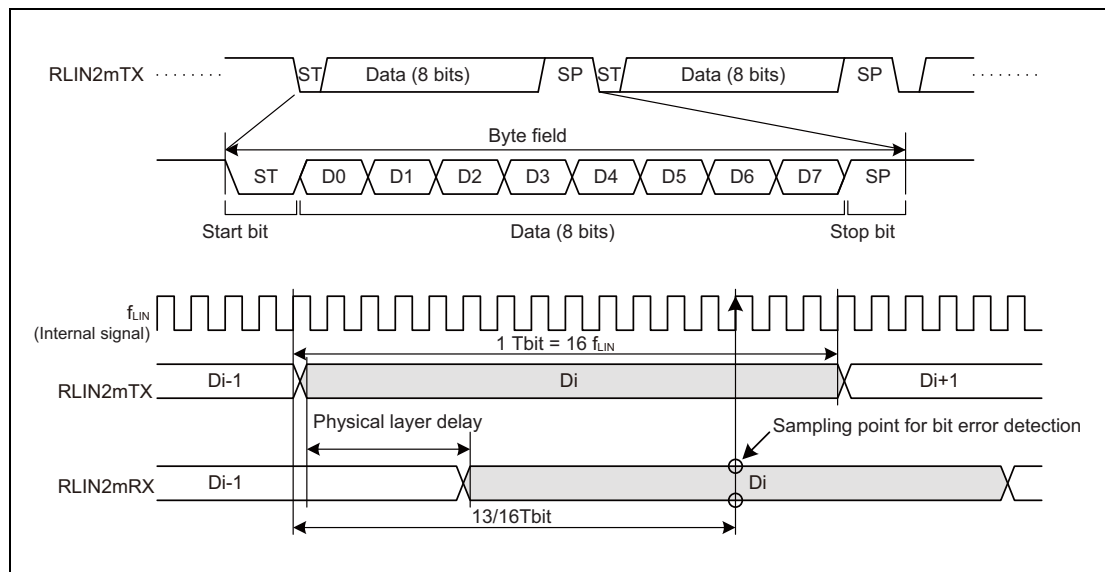 RLIN2mTX ········ ST Data (8 bits) SP ST Data (8 bits) SP ········
Byte field
ST D0 D1 D2 D3 D4 D5 D6 D7 SP
Start bit Data (8 bits) Stop bit
fLIN
(Internal signal)
1 Tbit = 16 fLIN
RLIN2mTX Di-1 Di Di+1
Physical layer delay Sampling point for bit error detection
RLIN2mRX Di-1 Di
13/16Tbit